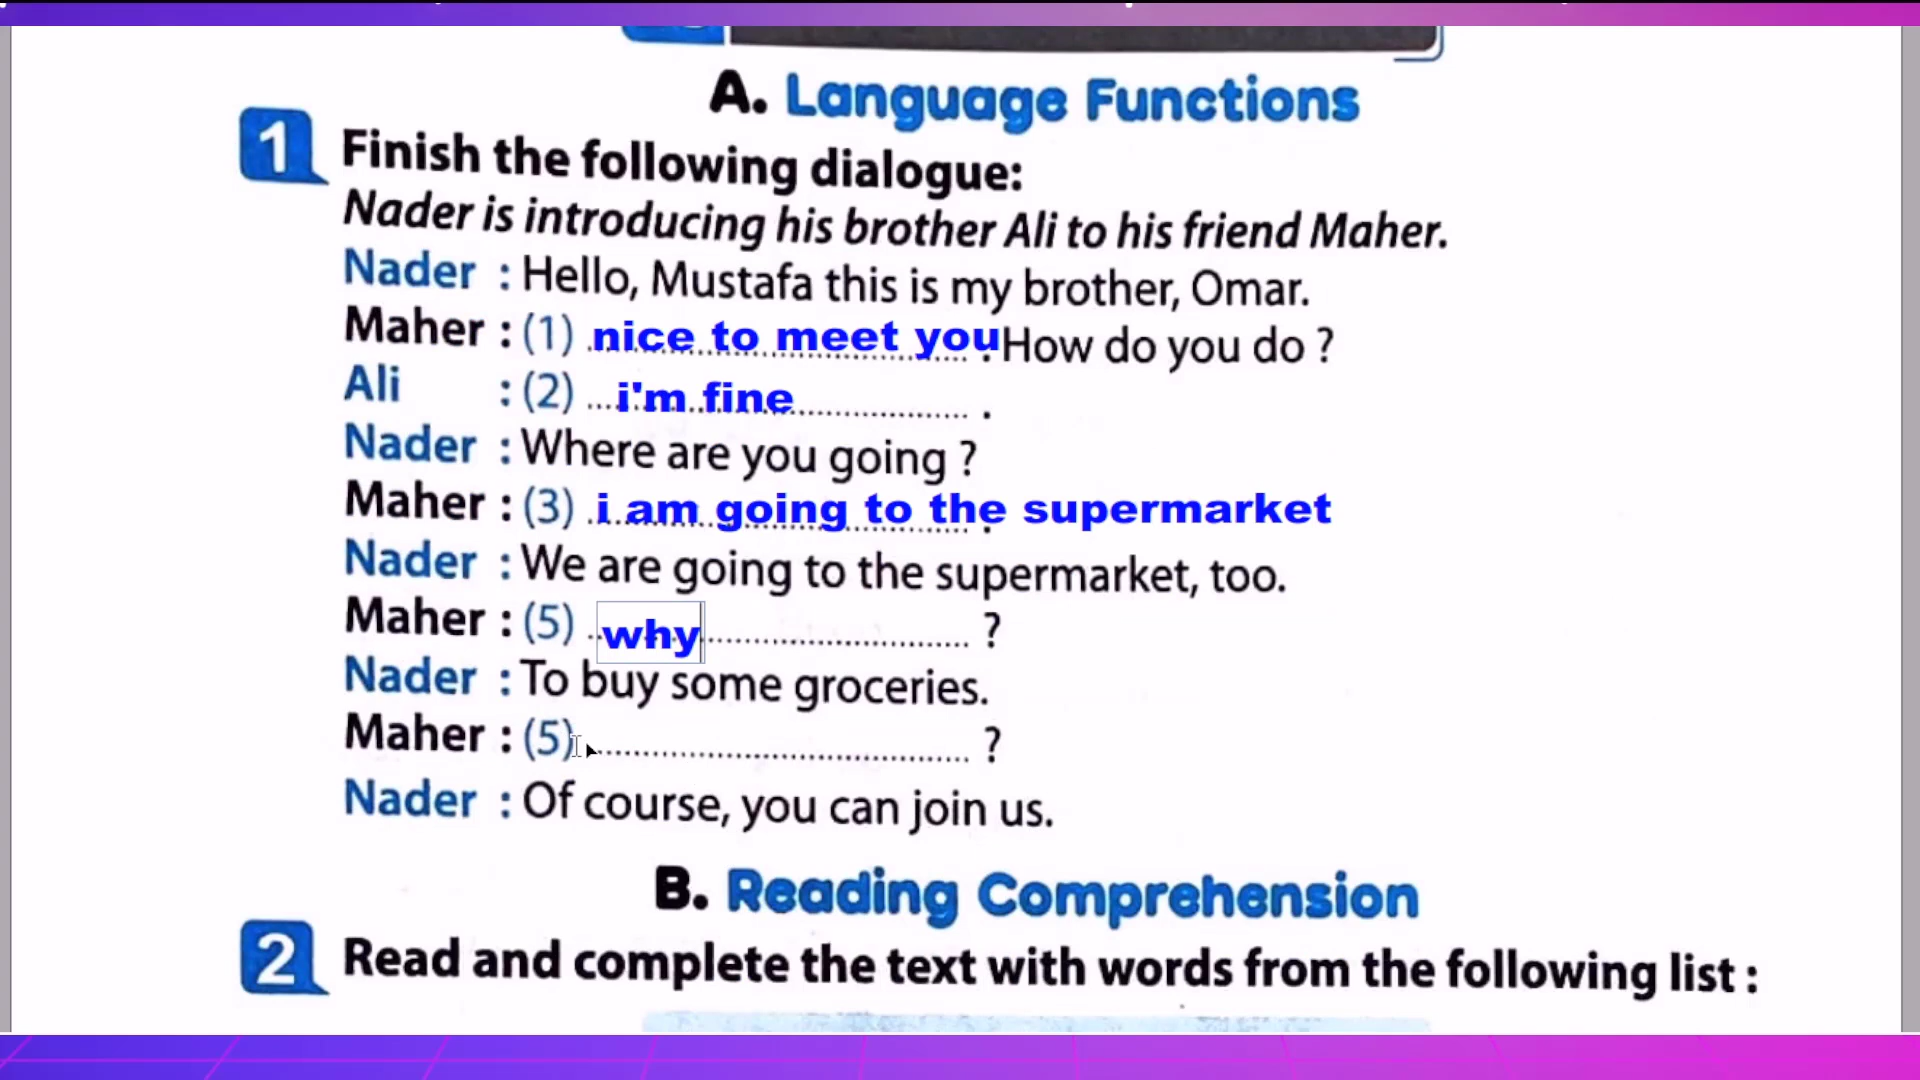 A. Language Functions
1 Finish the following dialogue:
Nader is introducing his brother Ali to his friend Maher.
Nader : Hello, Mustafa this is my brother, Omar.
Maher : (1) nice to meet you. How do you do ?
Ali : (2) ... i'm fine .................. .
Nader : Where are you going ?
Maher : (3) i am going to the supermarket
Nader : We are going to the supermarket, too.
Maher : (5) why .................. ?
Nader : To buy some groceries.
Maher : (5) .................. ?
Nader : Of course, you can join us.
B. Reading Comprehension
2 Read and complete the text with words from the following list :